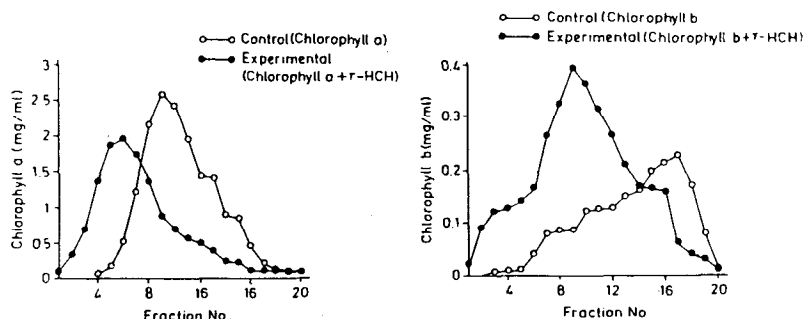 Control (Chlorophyll a)
Experimental
(Chlorophyll a + r-HCH)
Chlorophyll a (mg/ml)
3
2 5
2
1.5
1
0 5
0
4 8 16 16 20
Fraction No.
Control (Chlorophyll b
Experimental (Chlorophyll b+r-HCH)
Chlorophyll b (mg/ml)
0.4
0.3
0.2
0.1
0
4 8 12 16 20
Fraction No